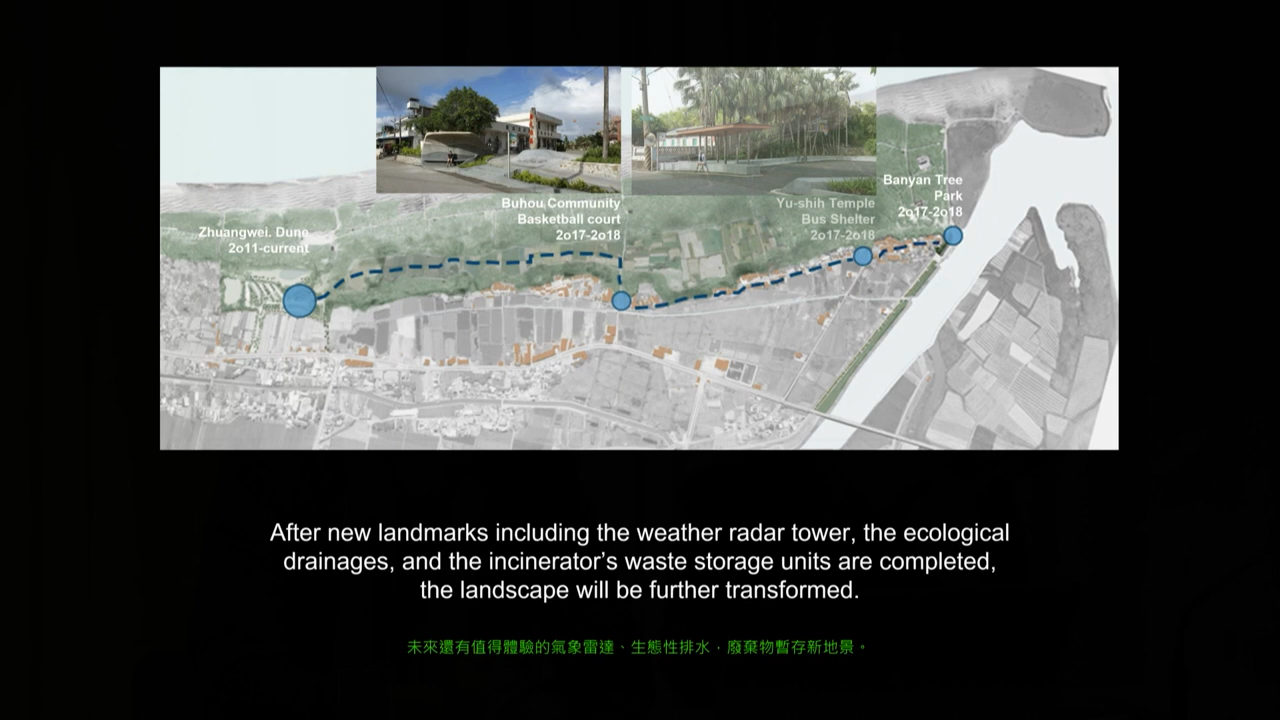 Zhuangwei. Dune
2o11-current
Buhou Community
Basketball court
2o17-2o18
Yu-shih Temple
Bus Shelter
2o17-2o18
Banyan Tree
Park
2o17-2o18
After new landmarks including the weather radar tower, the ecological
drainages, and the incinerator’s waste storage units are completed,
the landscape will be further transformed.
未來還有值得體驗的氣象雷達、生態性排水，廢棄物暫存新地景。